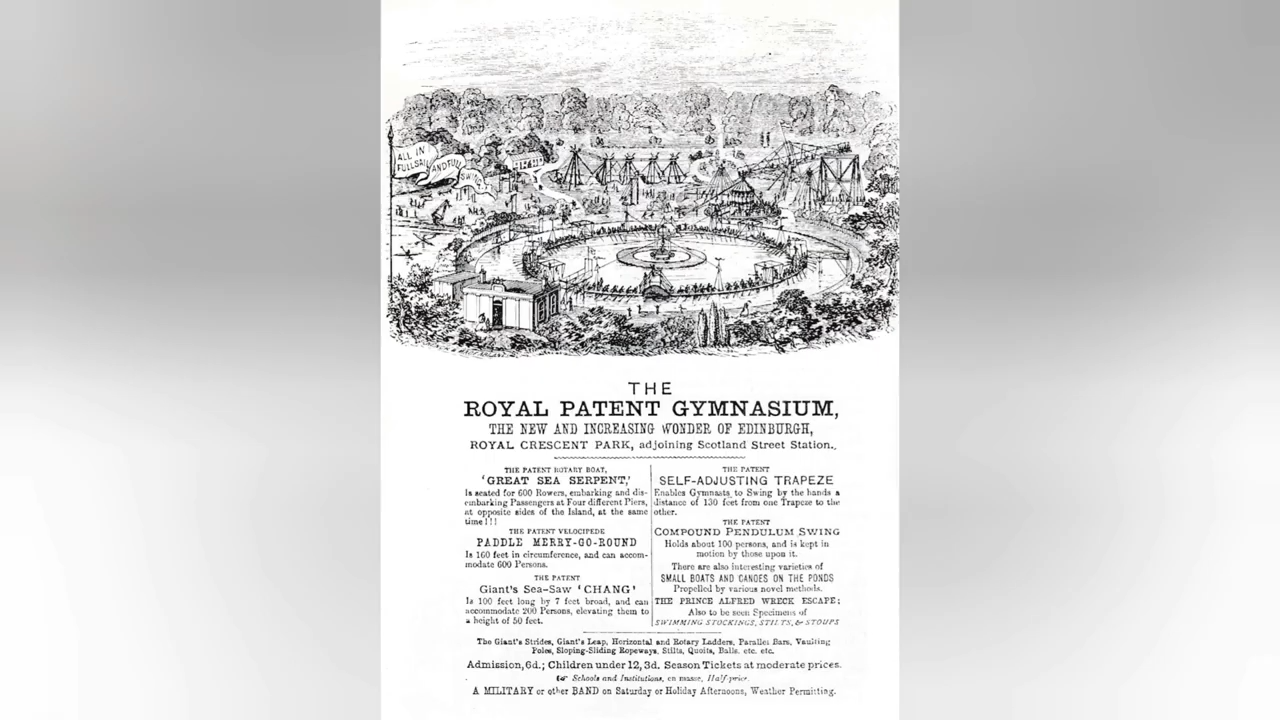 ALL IN
FULL SAIL
AND FULL
SWING
THE
ROYAL PATENT GYMNASIUM,
THE NEW AND INCREASING WONDER OF EDINBURGH,
ROYAL CRESCENT PARK, adjoining Scotland Street Station.
THE PATENT ROTARY BOAT,
'GREAT SEA SERPENT,'
Is seated for 600 Rowers, embarking and dis-
embarking Passengers at Four different Piers,
at opposite sides of the Island, at the same
time!!!
THE PATENT VELOCIPEDE
PADDLE MERRY-GO-ROUND
Is 160 feet in circumference, and can accom-
modate 600 Persons.
THE PATENT
Giant's Sea-Saw 'CHANG'
Is 100 feet long by 7 feet broad, and can
accommodate 200 Persons, elevating them to
a height of 50 feet.
THE PATENT
SELF-ADJUSTING TRAPEZE
Enables Gymnasts to Swing by the hands a
distance of 130 feet from one Trapeze to the
other.
THE PATENT
COMPOUND PENDULUM SWING
Holds about 100 persons, and is kept in
motion by those upon it.
There are also interesting varieties of
SMALL BOATS AND CANOES ON THE PONDS
Propelled by various novel methods.
THE PRINCE ALFRED WRECK ESCAPE;
Also to be seen Specimens of
SWIMMING STOCKINGS, STILTS, & STOUPS
The Giant's Strides, Giant's Leap, Horizontal and Rotary Ladders, Parallel Bars, Vaulting
Poles, Sloping-Sliding Ropeways, Stilts, Quoits, Balls, etc. etc.
Admission, 6d.; Children under 12, 3d. Season Tickets at moderate prices.
☞ Schools and Institutions, en masse, Half-price.
A MILITARY or other BAND on Saturday or Holiday Afternoons, Weather Permitting.